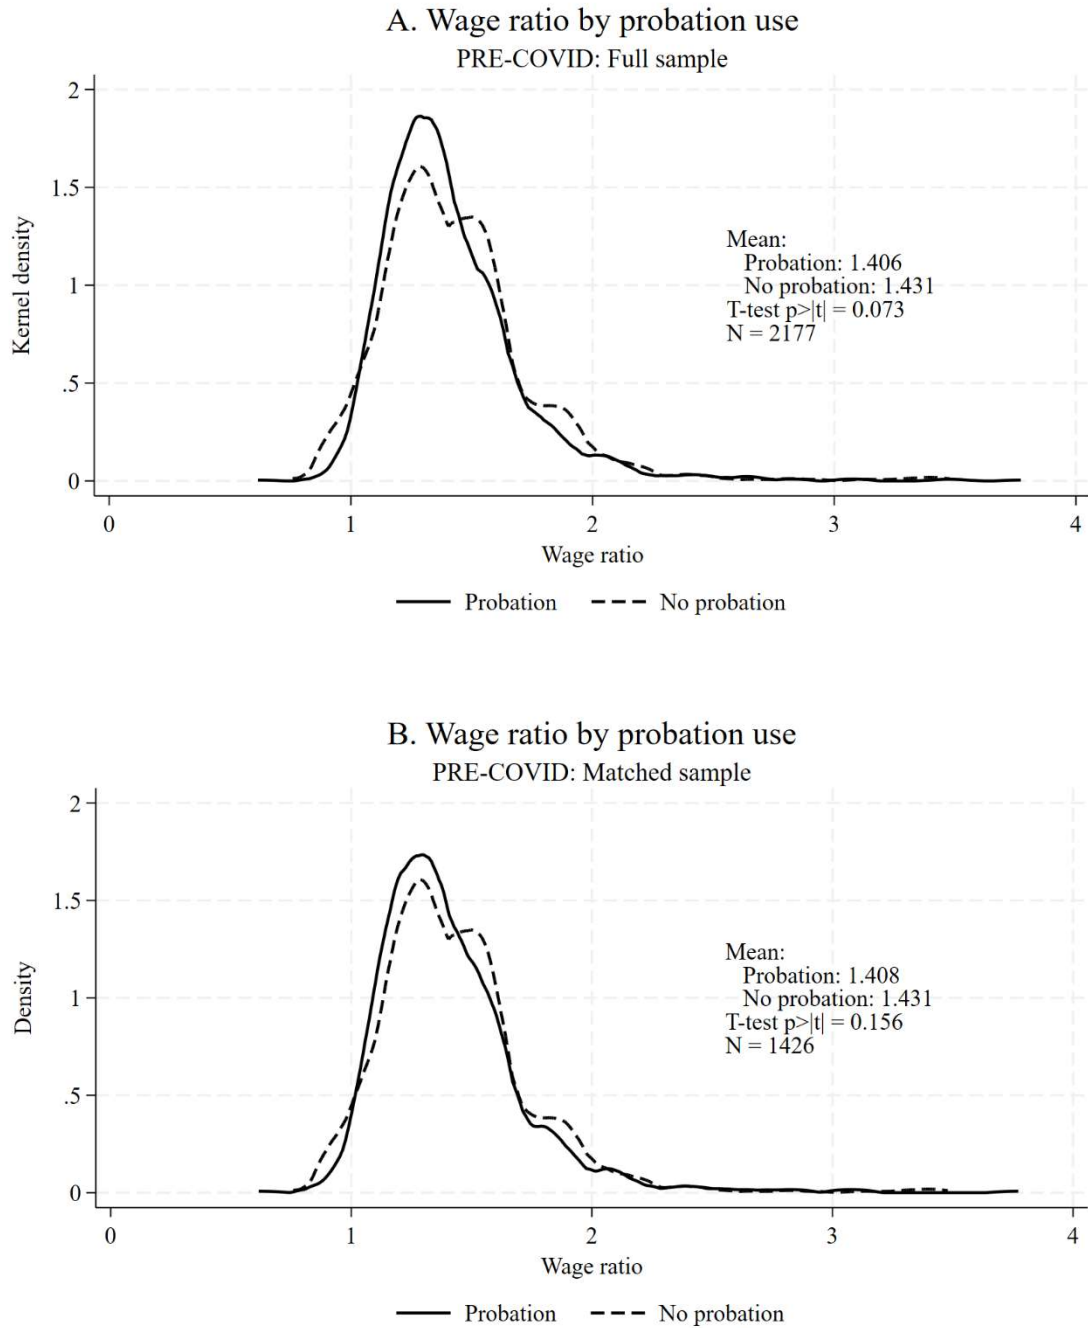 A. Wage ratio by probation use
PRE-COVID: Full sample
2
1.5
1
.5
0
Kernel density
Mean:
Probation: 1.406
No probation: 1.431
T-test p>|t| = 0.073
N = 2177
0 1 2 3 4
Wage ratio
Probation No probation
B. Wage ratio by probation use
PRE-COVID: Matched sample
2
1.5
1
.5
0
Density
Mean:
Probation: 1.408
No probation: 1.431
T-test p>|t| = 0.156
N = 1426
0 1 2 3 4
Wage ratio
Probation No probation